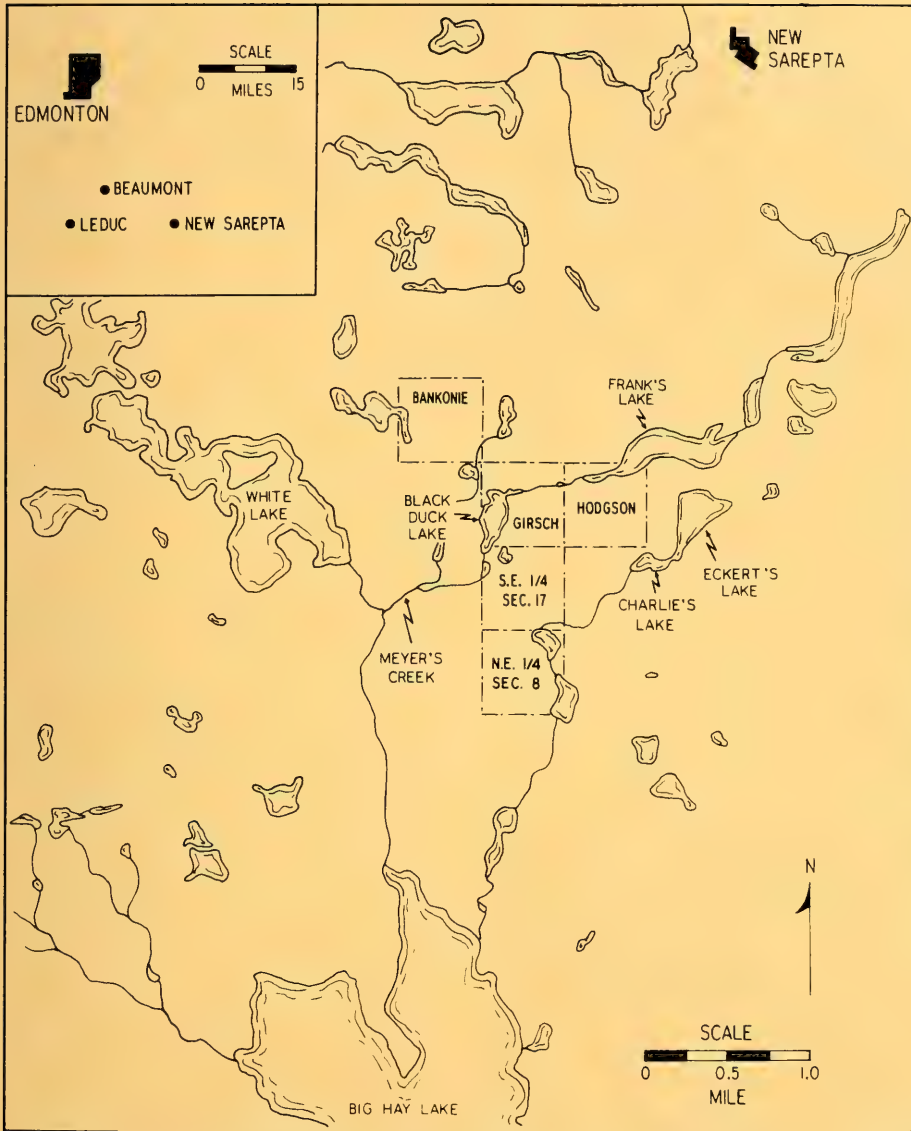 SCALE
0 15
MILES
EDMONTON
BEAUMONT
LEDUC
NEW SAREPTA
NEW
SAREPTA
BANKONIE
FRANK'S
LAKE
WHITE
LAKE
BLACK
DUCK
LAKE
GIRSCH
HODGSON
S.E. 1/4
SEC. 17
ECKERT'S
LAKE
CHARLIE'S
LAKE
MEYER'S
CREEK
N.E. 1/4
SEC. 8
N
SCALE
0 0.5 1.0
MILE
BIG HAY LAKE